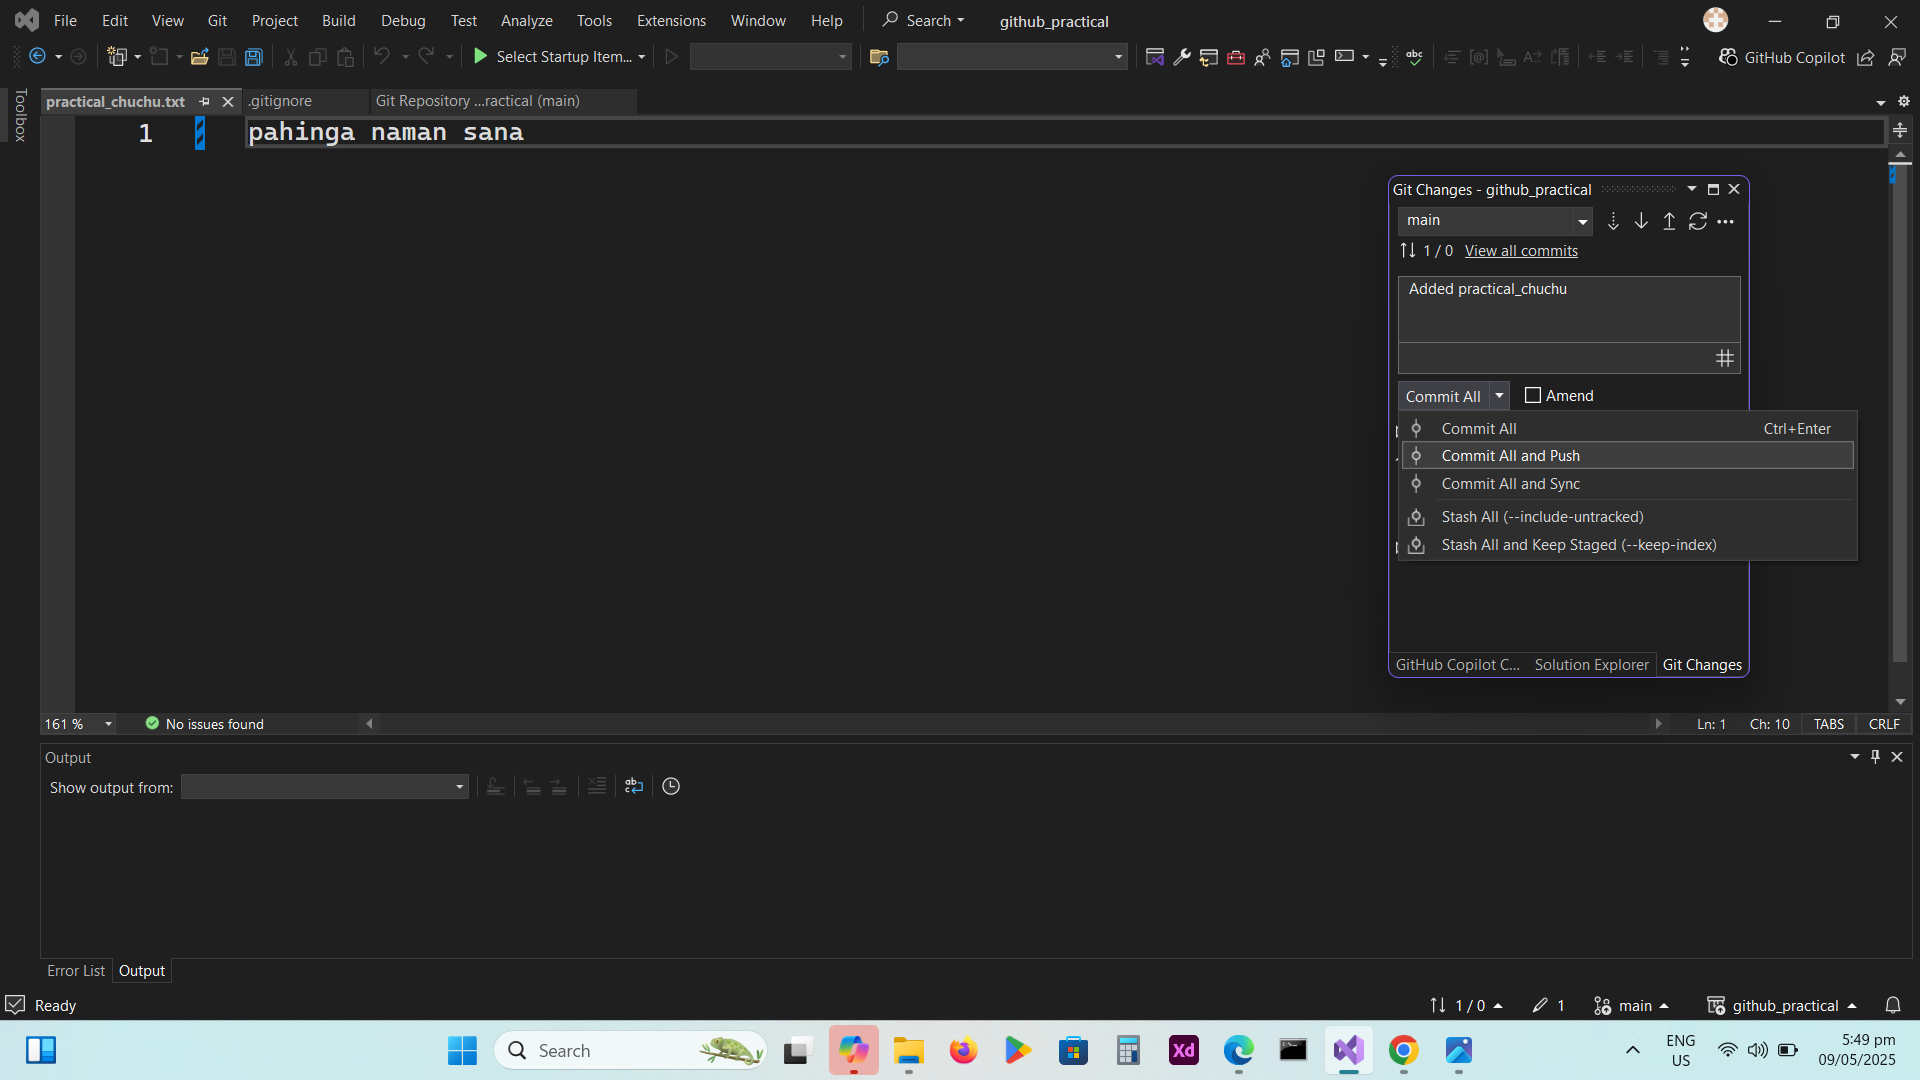 File Edit View Git Project Build Debug Test Analyze Tools Extensions Window Help Search github_practical
Select Startup Item... GitHub Copilot
Toolbox
practical_chuchu.txt .gitignore Git Repository ...ractical (main)
1 pahinga naman sana
Git Changes - github_practical
main
1 / 0 View all commits
Added practical_chuchu
Commit All Amend
Commit All Ctrl+Enter
Commit All and Push
Commit All and Sync
Stash All (--include-untracked)
Stash All and Keep Staged (--keep-index)
GitHub Copilot C... Solution Explorer Git Changes
161 % No issues found Ln: 1 Ch: 10 TABS CRLF
Output
Show output from:
Error List Output
Ready 1 / 0 1 main github_practical
Search Xd ENG 5:49 pm
US 09/05/2025